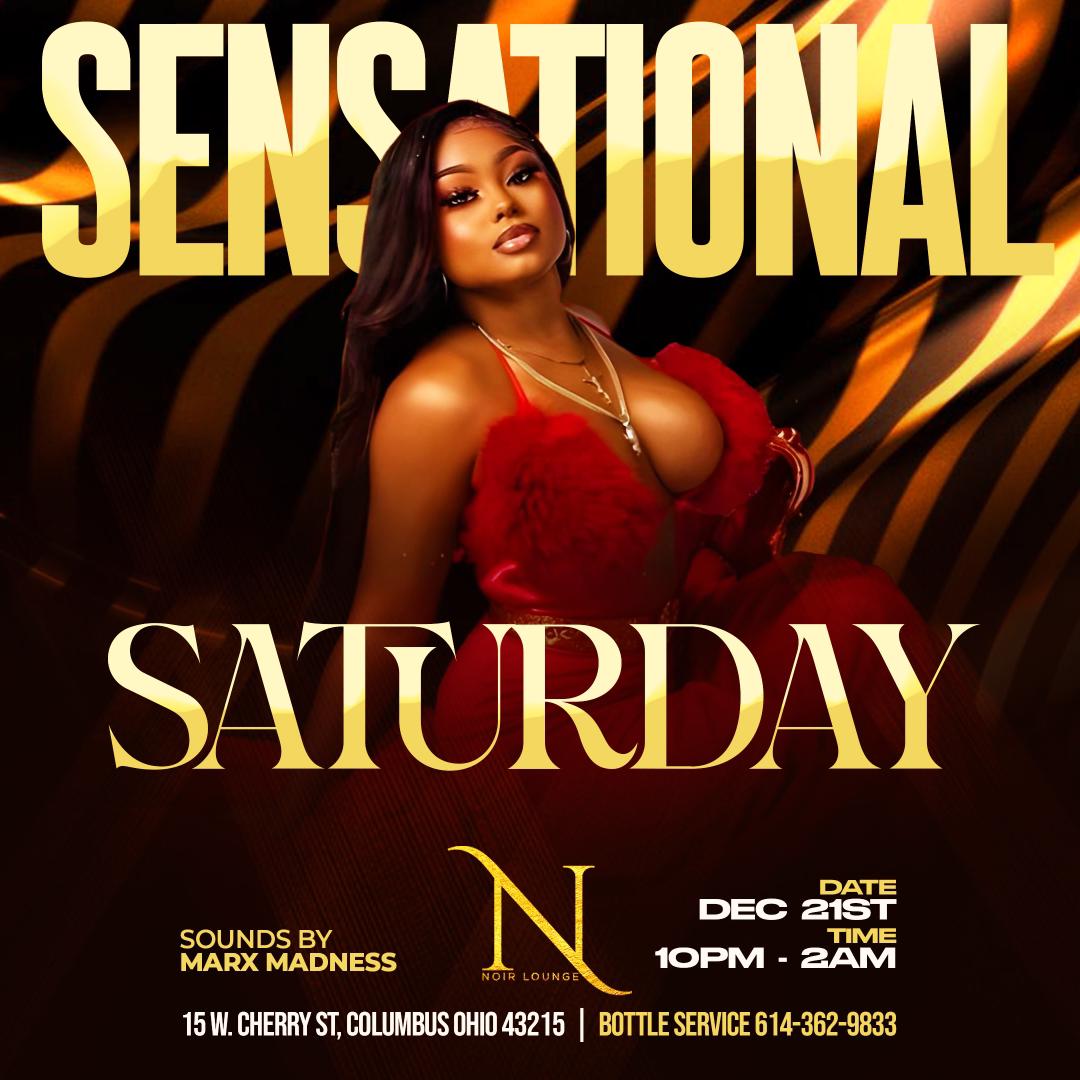 SENSATIONAL
SATURDAY
SOUNDS BY
MARX MADNESS
N
NOIR LOUNGE
DATE
DEC 21ST
TIME
10PM - 2AM
15 W. CHERRY ST, COLUMBUS OHIO 43215 | BOTTLE SERVICE 614-362-9833